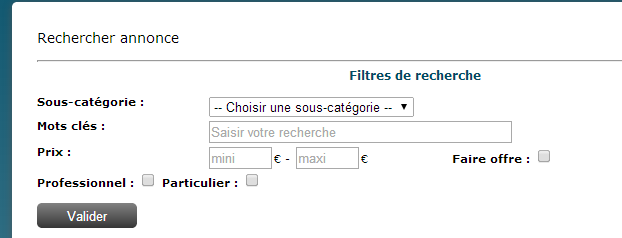 Rechercher annonce
Filtres de recherche
Sous-catégorie : -- Choisir une sous-catégorie --
Mots clés : Saisir votre recherche
Prix : mini € - maxi € Faire offre :
Professionnel : Particulier :
Valider